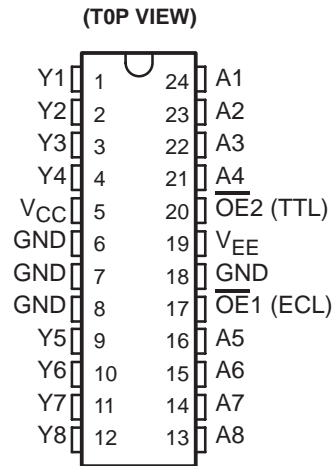 (T0P VIEW)
Y1 1 24 A1
Y2 2 23 A2
Y3 3 22 A3
Y4 4 21 A4
VCC 5 20 OE2 (TTL)
GND 6 19 VEE
GND 7 18 GND
GND 8 17 OE1 (ECL)
Y5 9 16 A5
Y6 10 15 A6
Y7 11 14 A7
Y8 12 13 A8